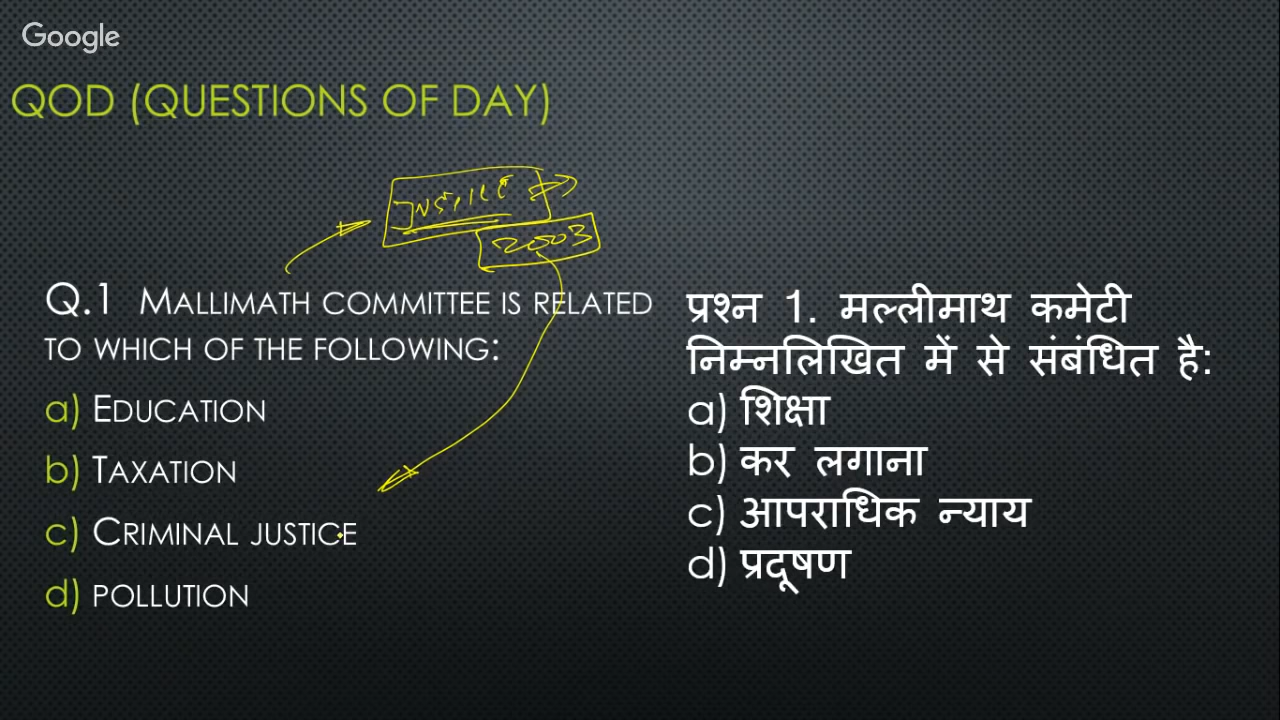 Google
QOD (QUESTIONS OF DAY)
2003
Q.1 MALLIMATH COMMITTEE IS RELATED
TO WHICH OF THE FOLLOWING:
a) EDUCATION
b) TAXATION
c) CRIMINAL JUSTICE
d) POLLUTION
प्रश्न 1. मल्लीमाथ कमेटी
निम्नलिखित में से संबंधित है:
a) शिक्षा
b) कर लगाना
c) आपराधिक न्याय
d) प्रदूषण